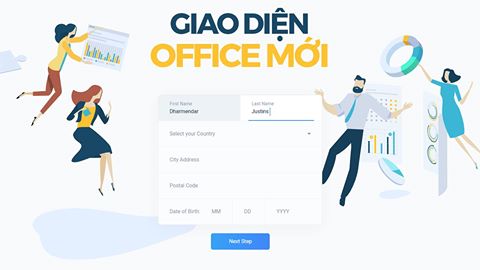 GIAO DIỆN
OFFICE MỚI
First Name
Last Name
Dharmendar
Justins
Select your Country
City Address
Postal Code
Date of Birth
MM
DD
YYYY
Next Step